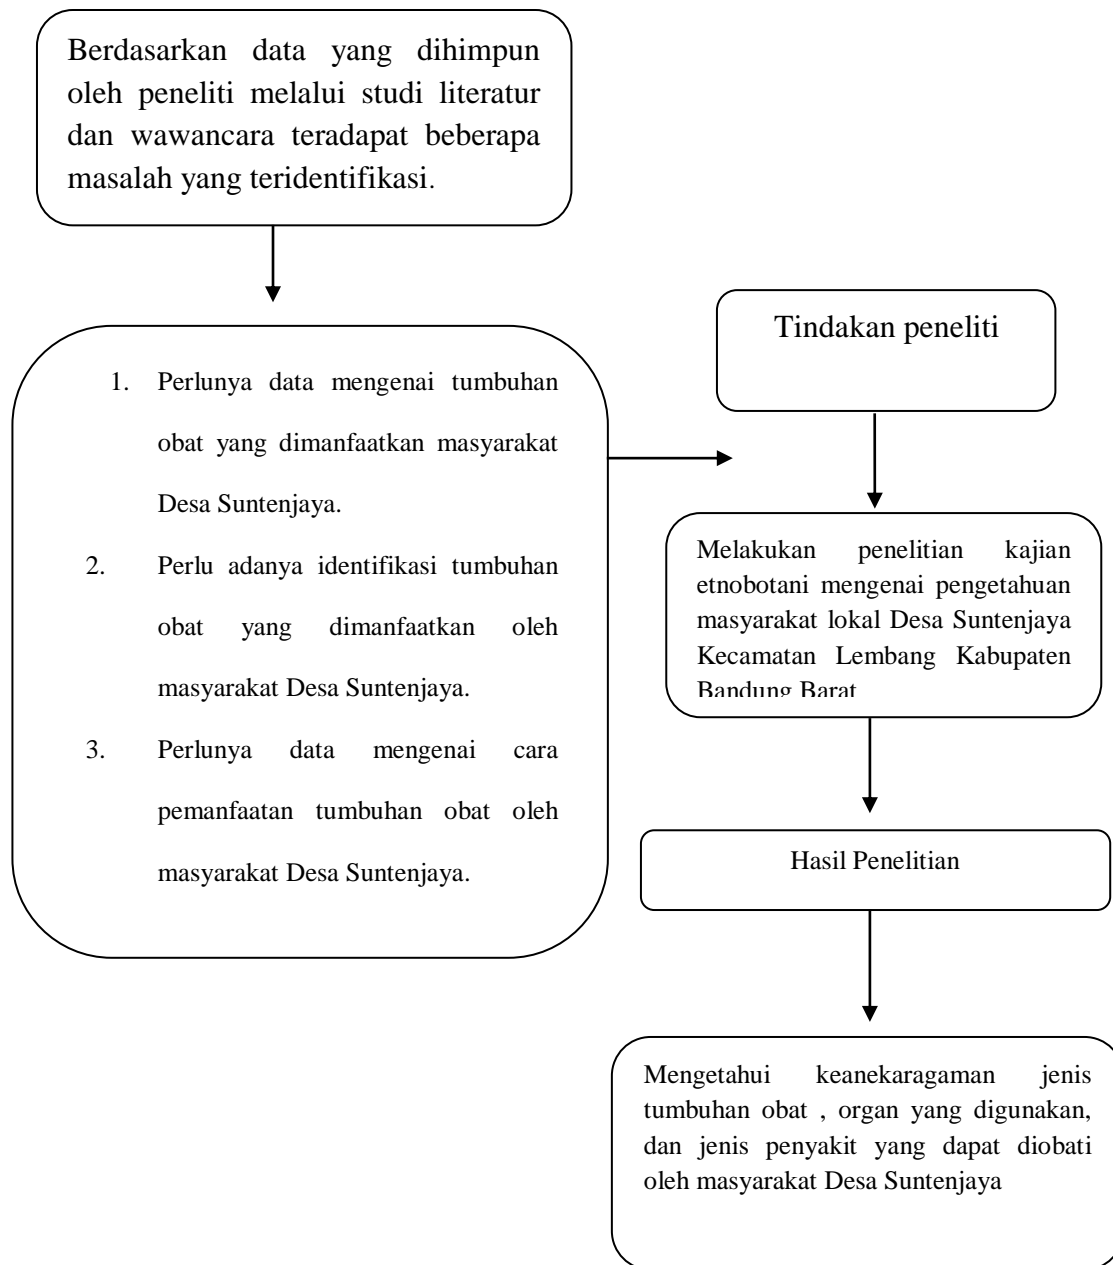 Berdasarkan data yang dihimpun
oleh peneliti melalui studi literatur
dan wawancara teradapat beberapa
masalah yang teridentifikasi.
1. Perlunya data mengenai tumbuhan
obat yang dimanfaatkan masyarakat
Desa Suntenjaya.
2. Perlu adanya identifikasi tumbuhan
obat yang dimanfaatkan oleh
masyarakat Desa Suntenjaya.
3. Perlunya data mengenai cara
pemanfaatan tumbuhan obat oleh
masyarakat Desa Suntenjaya.
Tindakan peneliti
Melakukan penelitian kajian
etnobotani mengenai pengetahuan
masyarakat lokal Desa Suntenjaya
Kecamatan Lembang Kabupaten
Bandung Barat
Hasil Penelitian
Mengetahui keanekaragaman jenis
tumbuhan obat , organ yang digunakan,
dan jenis penyakit yang dapat diobati
oleh masyarakat Desa Suntenjaya